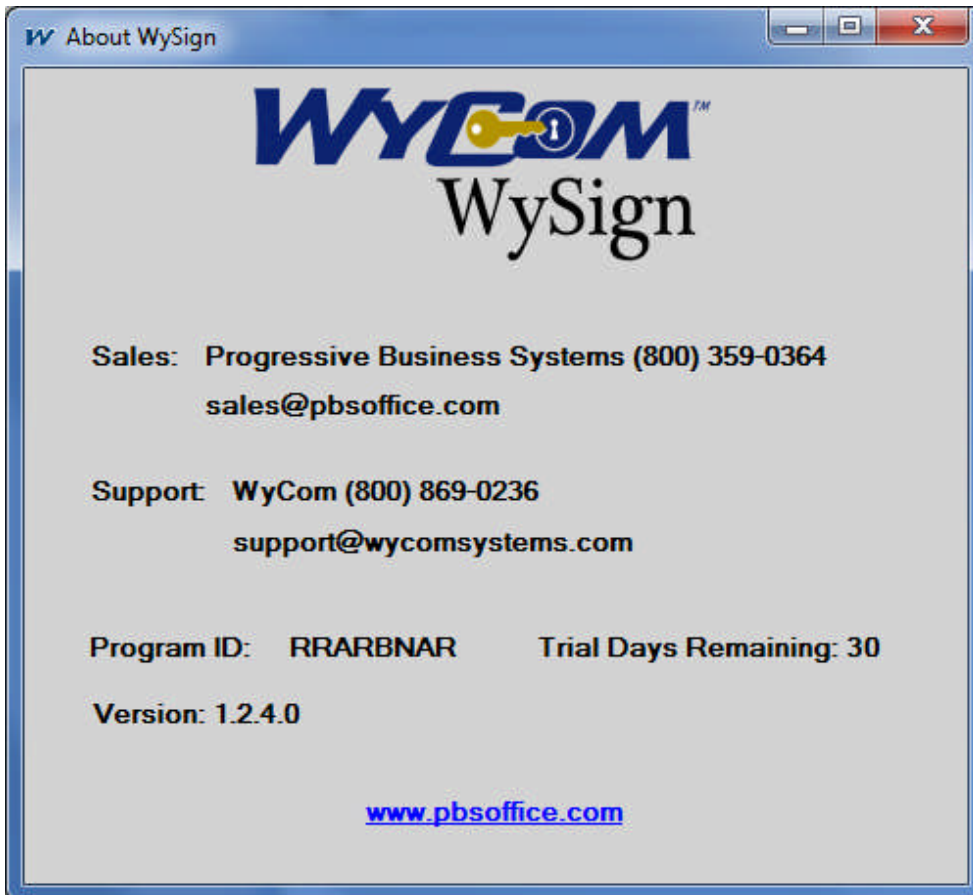 W About WySign
WYCOM™
WySign
Sales: Progressive Business Systems (800) 359-0364
sales@pbsoffice.com
Support: WyCom (800) 869-0236
support@wycomsystems.com
Program ID: RRARBNAR Trial Days Remaining: 30
Version: 1.2.4.0
www.pbsoffice.com